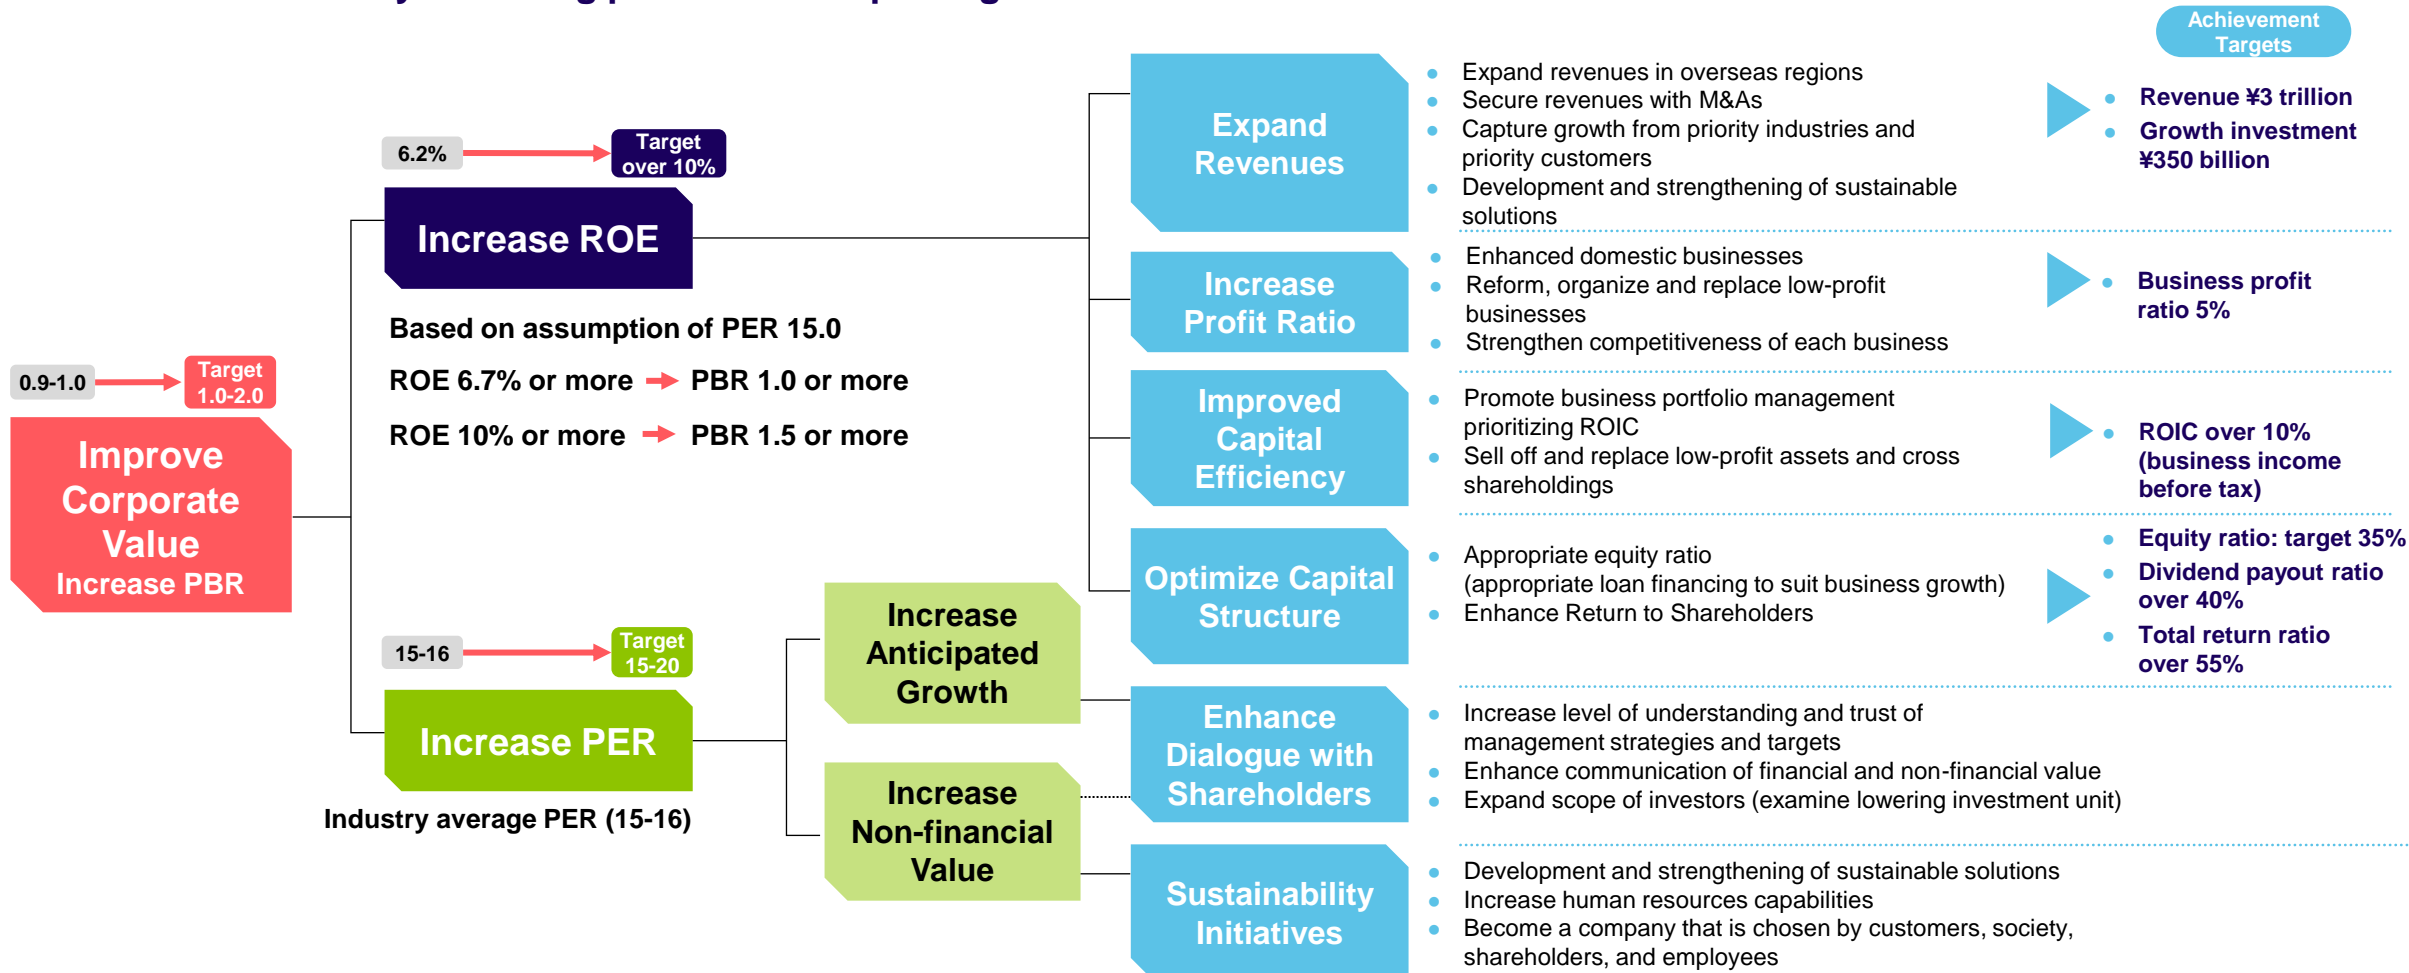 Achievement
Targets
Improve
Corporate
Value
Increase PBR
0.9-1.0
Target
1.0-2.0
6.2%
Target
over 10%
Increase ROE
Based on assumption of PER 15.0
ROE 6.7% or more
PBR 1.0 or more
ROE 10% or more
PBR 1.5 or more
15-16
Target
15-20
Increase PER
Industry average PER (15-16)
Increase
Anticipated
Growth
Increase
Non-financial
Value
Expand
Revenues
● Expand revenues in overseas regions
● Secure revenues with M&As
● Capture growth from priority industries and
priority customers
● Development and strengthening of sustainable
solutions
● Revenue ¥3 trillion
● Growth investment
¥350 billion
Increase
Profit Ratio
● Enhanced domestic businesses
● Reform, organize and replace low-profit
businesses
● Strengthen competitiveness of each business
● Business profit
ratio 5%
Improved
Capital
Efficiency
● Promote business portfolio management
prioritizing ROIC
● Sell off and replace low-profit assets and cross
shareholdings
● ROIC over 10%
(business income
before tax)
Optimize Capital
Structure
● Appropriate equity ratio
(appropriate loan financing to suit business growth)
● Enhance Return to Shareholders
● Equity ratio: target 35%
● Dividend payout ratio
over 40%
● Total return ratio
over 55%
Enhance
Dialogue with
Shareholders
● Increase level of understanding and trust of
management strategies and targets
● Enhance communication of financial and non-financial value
● Expand scope of investors (examine lowering investment unit)
Sustainability
Initiatives
● Development and strengthening of sustainable solutions
● Increase human resources capabilities
● Become a company that is chosen by customers, society,
shareholders, and employees